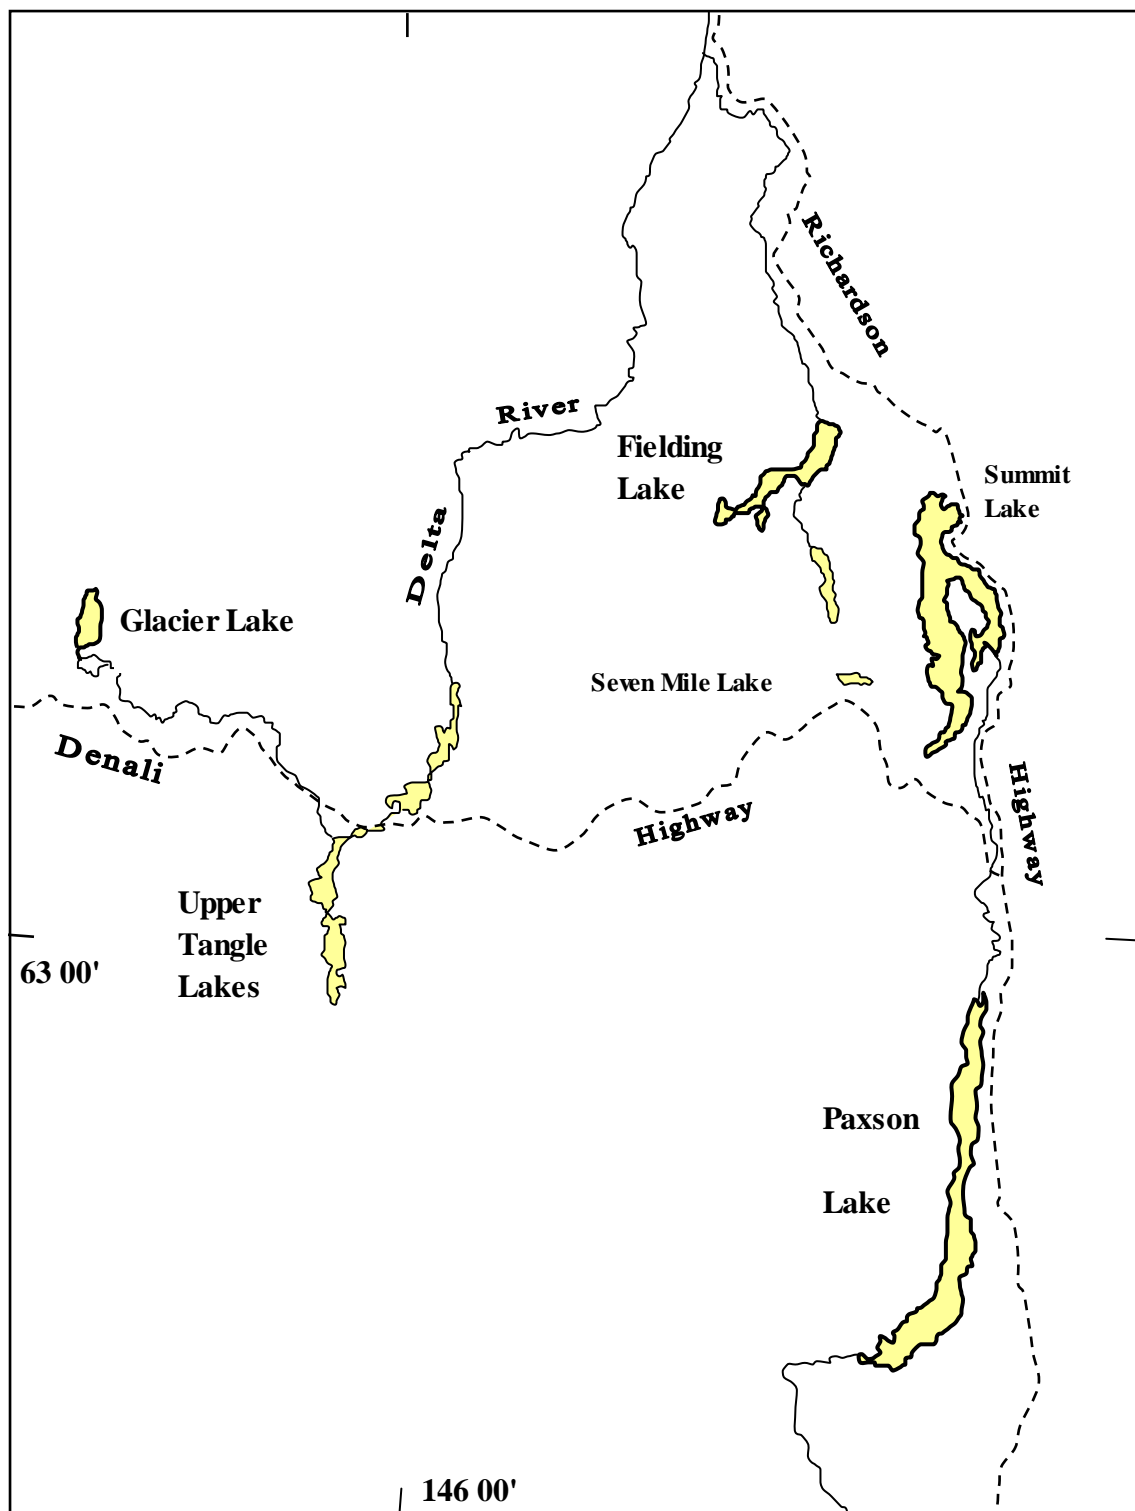 Richardson
River
Fielding
Lake
Summit
Lake
Delta
Glacier Lake
Seven Mile Lake
Denali
Highway
Highway
Upper
Tangle
Lakes
63 00'
Paxson
Lake
146 00'